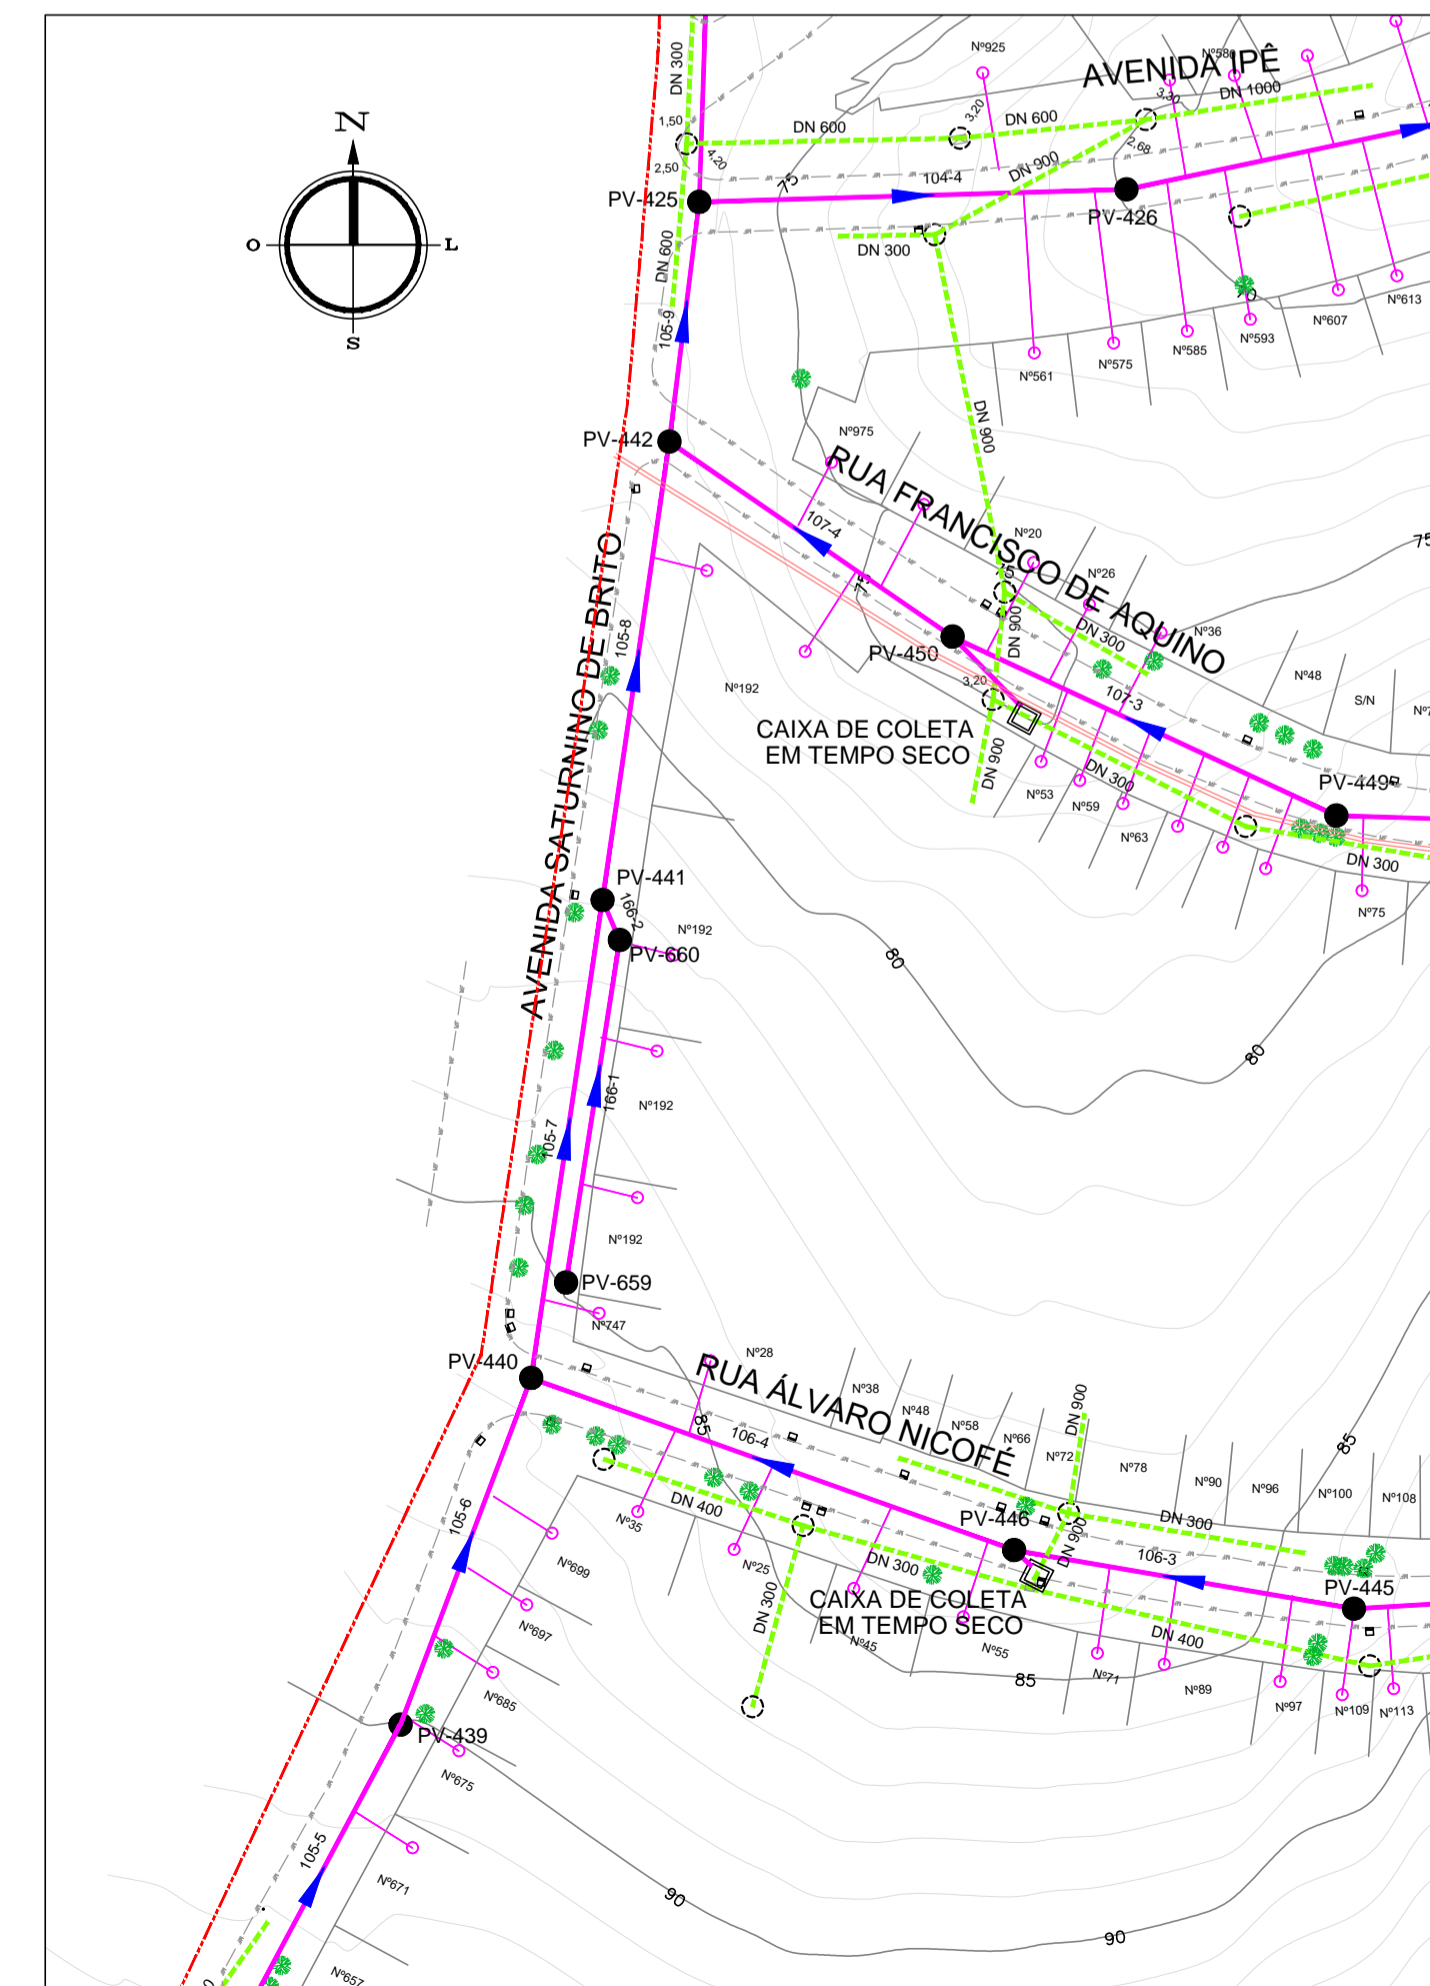 N
O
L
S
DN 300
1,50
2,50
4,20
DN 600
3,20
DN 600
Nº925
AVENIDA IPÊ
Nº580
3,30
DN 1000
2,68
DN 900
104-4
75
PV-425
PV-426
DN 600
DN 300
105-9
70
Nº561
Nº575
Nº585
Nº593
Nº607
Nº613
PV-442
DN 900
Nº975
RUA FRANCISCO DE AQUINO
107-4
75
75
Nº20
Nº26
Nº36
Nº48
S/N
DN 900
DN 300
PV-450
3,20
107-3
CAIXA DE COLETA
EM TEMPO SECO
DN 900
DN 300
Nº53
Nº59
Nº63
PV-449
DN 300
Nº75
AVENIDA SATURNINO DE BRITO
105-8
Nº192
PV-441
166-2
Nº192
PV-660
80
80
166-1
Nº192
105-7
Nº192
PV-659
Nº747
PV-440
RUA ÁLVARO NICOFÉ
Nº28
Nº38
Nº48
Nº58
Nº66
Nº72
DN 900
Nº78
Nº90
Nº96
Nº100
Nº108
85
85
106-4
DN 400
Nº35
Nº25
DN 300
DN 300
PV-446
DN 900
DN 300
106-3
PV-445
CAIXA DE COLETA
EM TEMPO SECO
Nº45
Nº55
85
DN 400
Nº71
Nº89
Nº97
Nº109
Nº113
105-6
Nº699
Nº697
Nº685
PV-439
Nº675
105-5
Nº671
Nº657
90
90